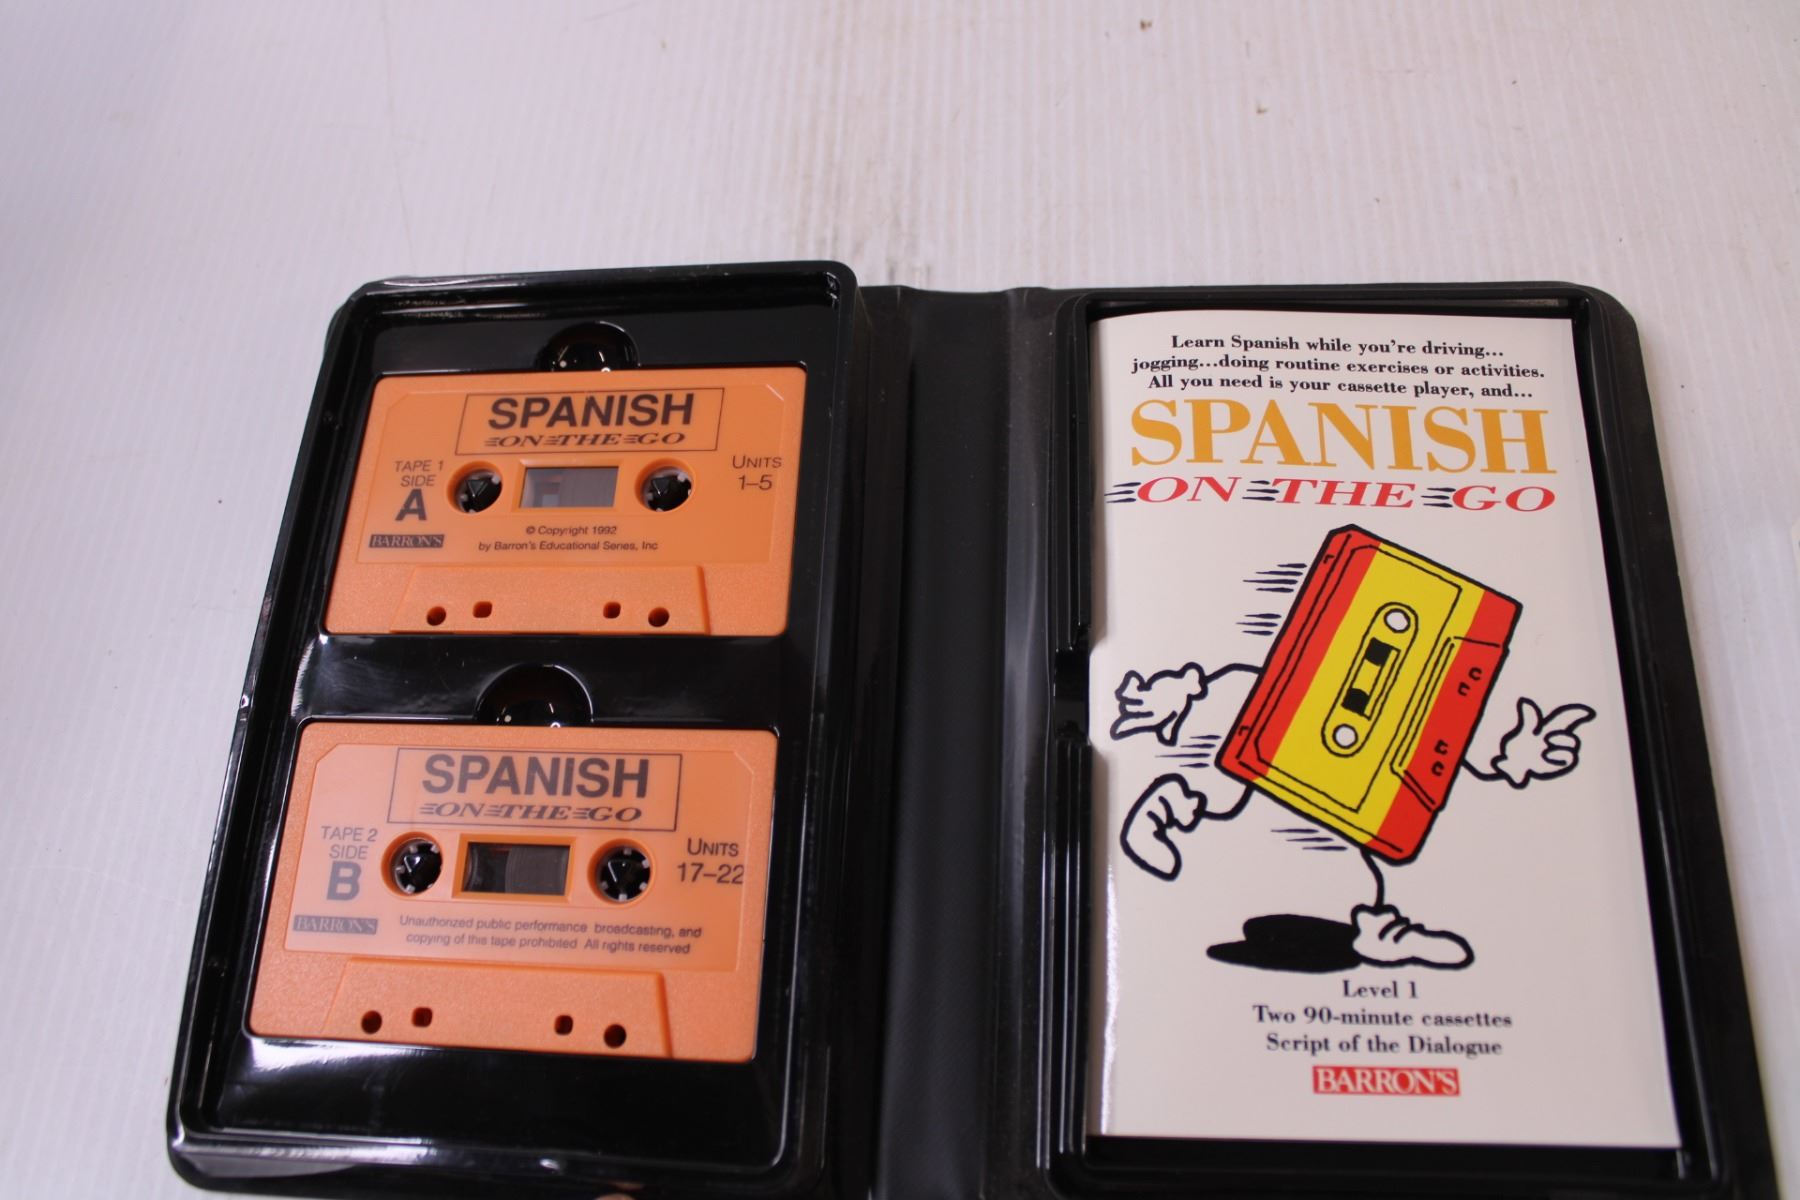 SPANISH
ON THE GO
TAPE 1
SIDE
A
UNITS
1–5
BARRON'S
© Copyright 1992
by Barron's Educational Series, Inc
SPANISH
ON THE GO
TAPE 2
SIDE
B
UNITS
17–22
BARRON'S
Unauthorized public performance broadcasting, and
copying of this tape prohibited All rights reserved
Learn Spanish while you're driving...
jogging...doing routine exercises or activities.
All you need is your cassette player, and...
SPANISH
ON THE GO
Level 1
Two 90-minute cassettes
Script of the Dialogue
BARRON'S